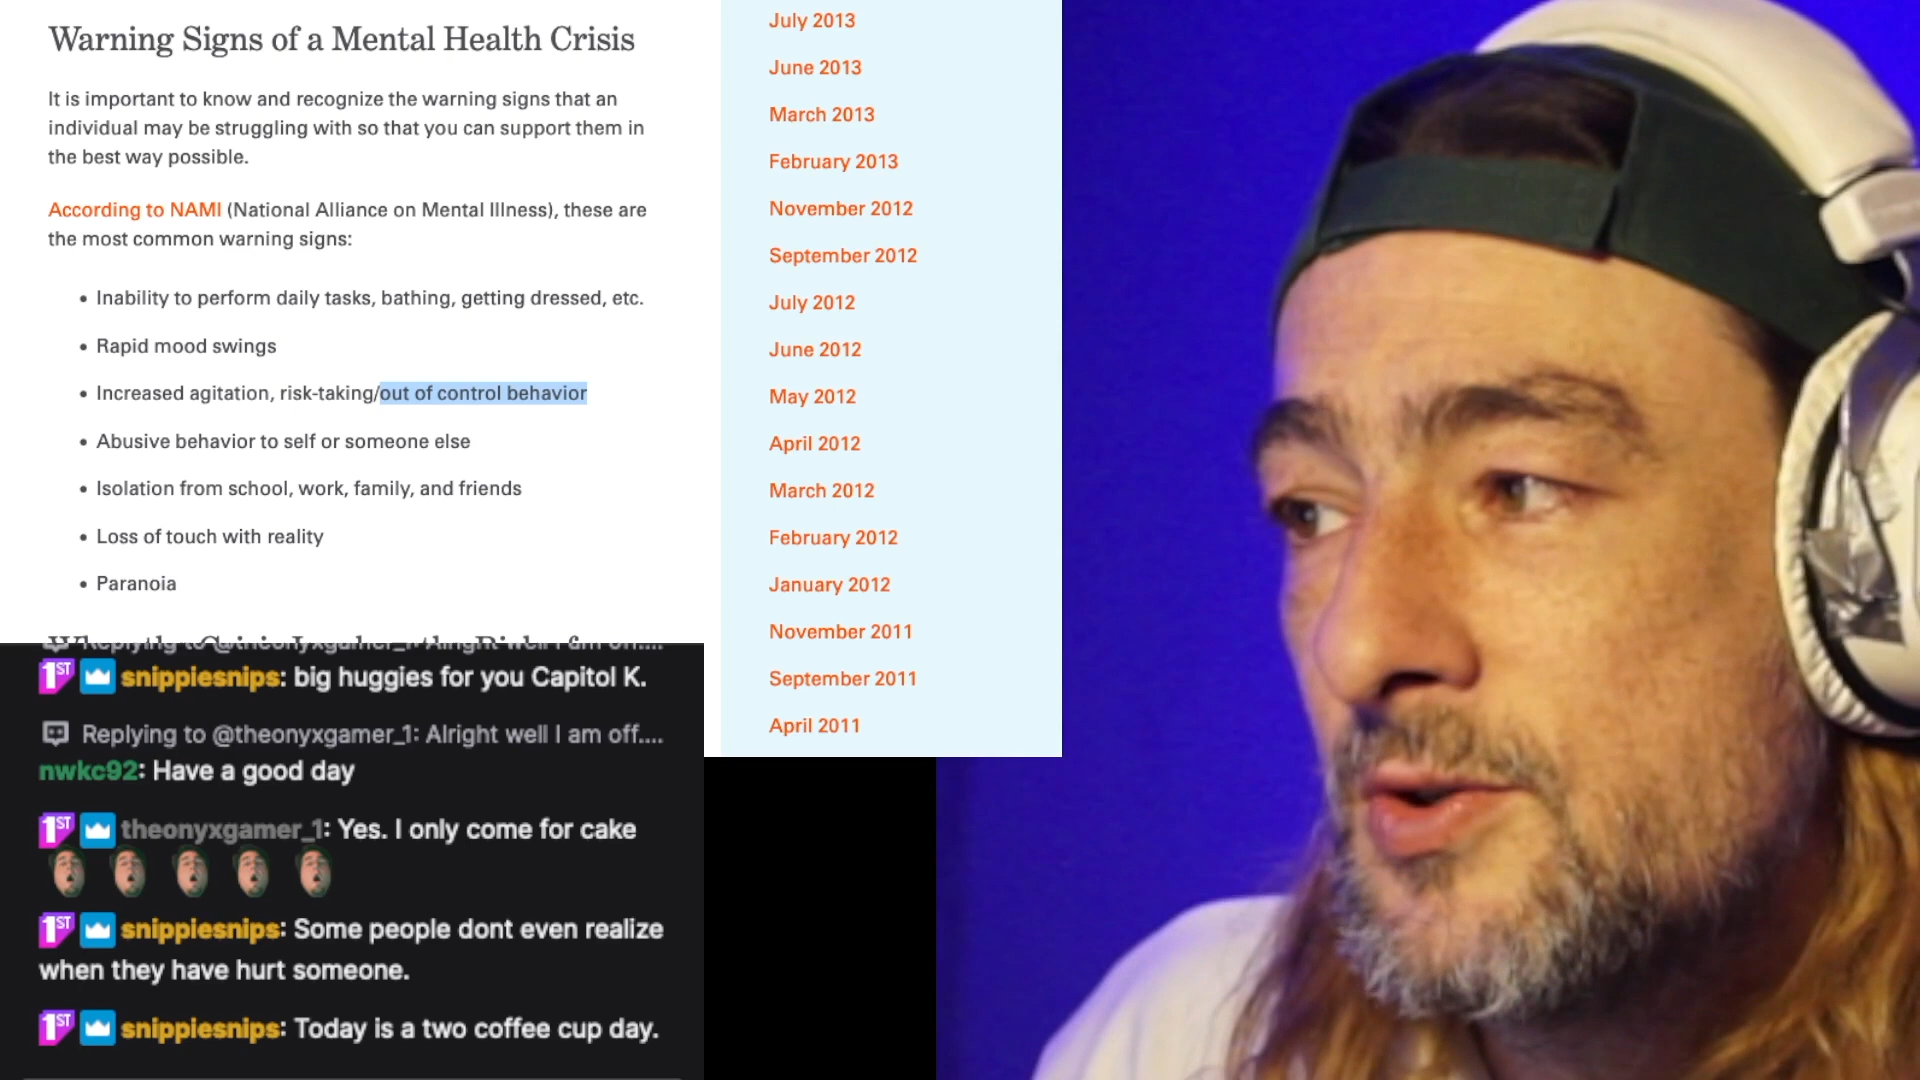 Warning Signs of a Mental Health Crisis
It is important to know and recognize the warning signs that an
individual may be struggling with so that you can support them in
the best way possible.
According to NAMI (National Alliance on Mental Illness), these are
the most common warning signs:
• Inability to perform daily tasks, bathing, getting dressed, etc.
• Rapid mood swings
• Increased agitation, risk-taking/out of control behavior
• Abusive behavior to self or someone else
• Isolation from school, work, family, and friends
• Loss of touch with reality
• Paranoia
July 2013
June 2013
March 2013
February 2013
November 2012
September 2012
July 2012
June 2012
May 2012
April 2012
March 2012
February 2012
January 2012
November 2011
September 2011
April 2011
1ST snippiesnips: big huggies for you Capitol K.
Replying to @theonyxgamer_1: Alright well I am off....
nwkc92: Have a good day
1ST theonyxgamer_1: Yes. I only come for cake
1ST snippiesnips: Some people dont even realize
when they have hurt someone.
1ST snippiesnips: Today is a two coffee cup day.